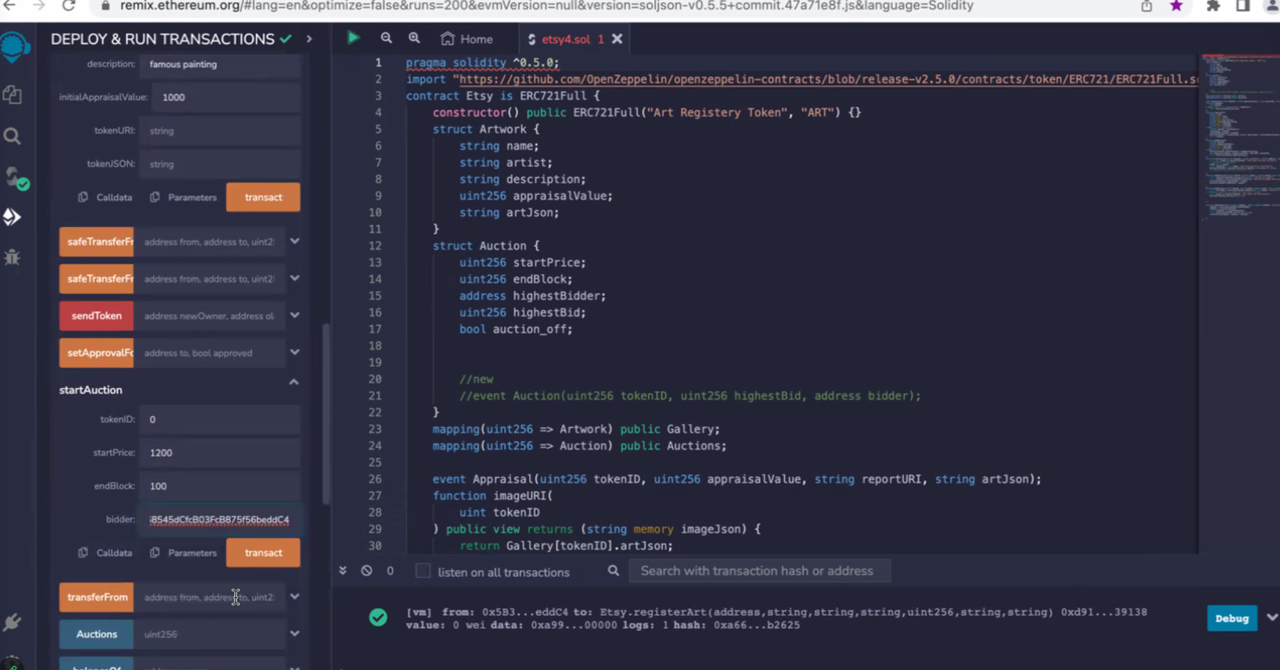 remix.ethereum.org/#lang=en&optimize=false&runs=200&evmVersion=null&version=soljson-v0.5.5+commit.47a71e8f.js&language=Solidity
DEPLOY & RUN TRANSACTIONS
description: famous painting
initialAppraisalValue: 1000
tokenURI: string
tokenJSON: string
Calldata Parameters transact
safeTransferFr address from, address to, uint2
safeTransferFr address from, address to, uint2
sendToken address newOwner, address ol
setApprovalFo address to, bool approved
startAuction
tokenID: 0
startPrice: 1200
endBlock: 100
bidder: i8545dCfcB03FcB875f56beddC4
Calldata Parameters transact
transferFrom address from, address to, uint2
Auctions uint256
Home etsy4.sol 1
1 pragma solidity ^0.5.0;
2 import "https://github.com/OpenZeppelin/openzeppelin-contracts/blob/release-v2.5.0/contracts/token/ERC721/ERC721Full.s
3 contract Etsy is ERC721Full {
4 constructor() public ERC721Full("Art Registery Token", "ART") {}
5 struct Artwork {
6 string name;
7 string artist;
8 string description;
9 uint256 appraisalValue;
10 string artJson;
11 }
12 struct Auction {
13 uint256 startPrice;
14 uint256 endBlock;
15 address highestBidder;
16 uint256 highestBid;
17 bool auction_off;
18
19
20 //new
21 //event Auction(uint256 tokenID, uint256 highestBid, address bidder);
22 }
23 mapping(uint256 => Artwork) public Gallery;
24 mapping(uint256 => Auction) public Auctions;
25
26 event Appraisal(uint256 tokenID, uint256 appraisalValue, string reportURI, string artJson);
27 function imageURI(
28 uint tokenID
29 ) public view returns (string memory imageJson) {
30 return Gallery[tokenID].artJson;
0 listen on all transactions Search with transaction hash or address
[vm] from: 0x5B3...eddC4 to: Etsy.registerArt(address,string,string,string,uint256,string,string) 0xd91...39138
value: 0 wei data: 0xa99...00000 logs: 1 hash: 0xa66...b2625
Debug